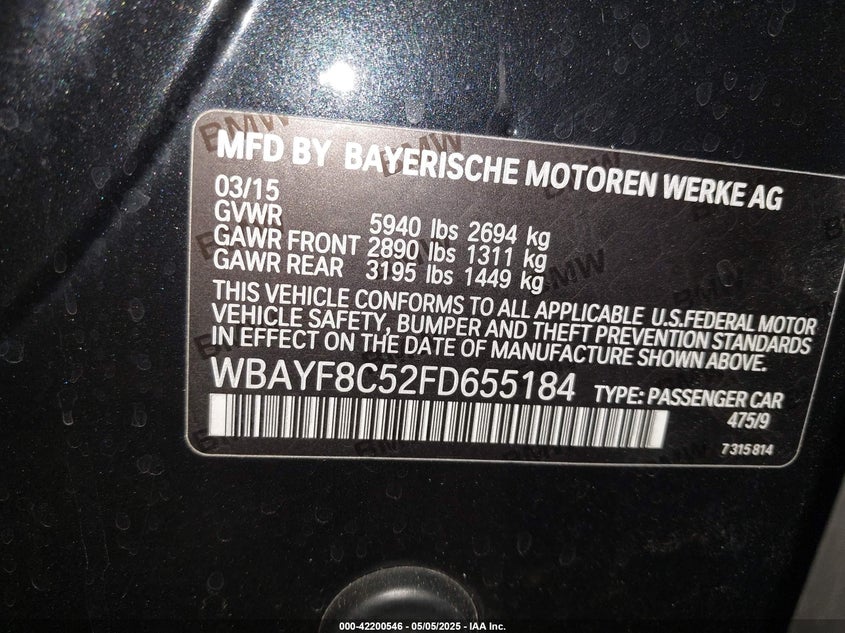 MFD BY BAYERISCHE MOTOREN WERKE AG
03/15
GVWR 5940 lbs 2694 kg
GAWR FRONT 2890 lbs 1311 kg
GAWR REAR 3195 lbs 1449 kg
THIS VEHICLE CONFORMS TO ALL APPLICABLE U.S.FEDERAL MOTOR
VEHICLE SAFETY, BUMPER AND THEFT PREVENTION STANDARDS
IN EFFECT ON THE DATE OF MANUFACTURE SHOWN ABOVE.
WBAYF8C52FD655184 TYPE: PASSENGER CAR
475/9
7315814
000-42200546 - 05/05/2025 - IAA Inc.